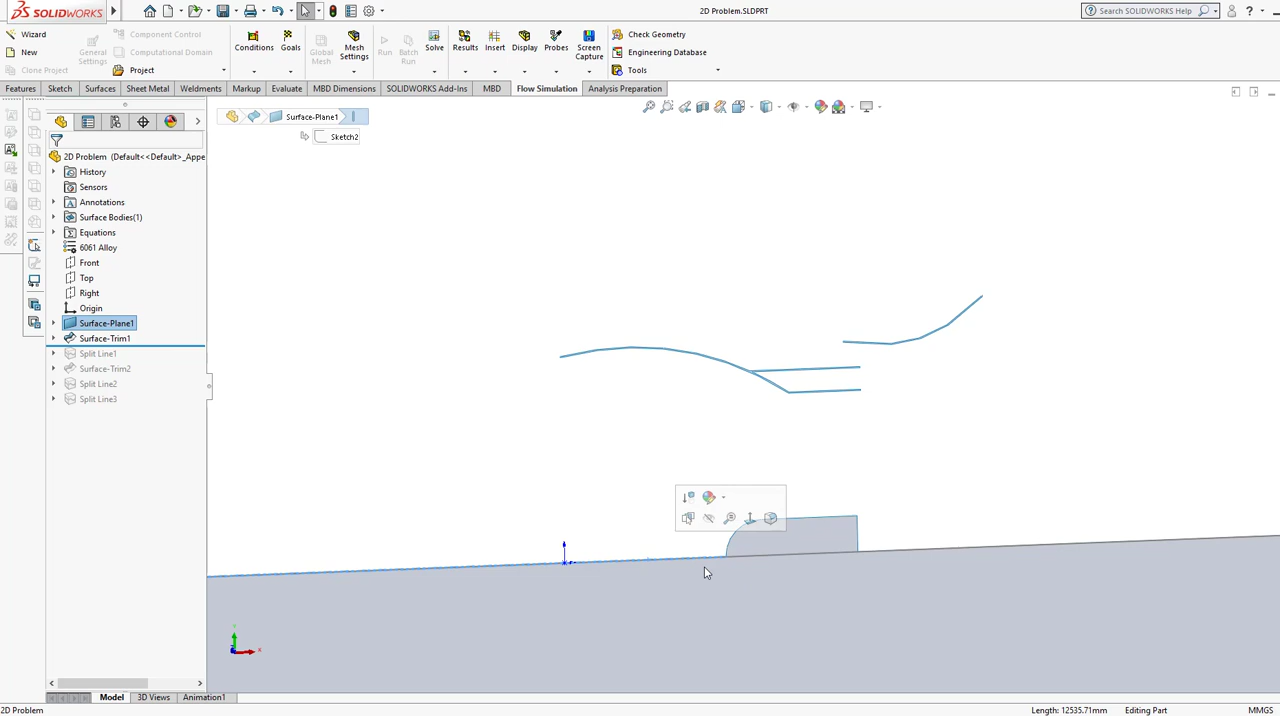 SOLIDWORKS
2D Problem.SLDPRT
Search SOLIDWORKS Help
Wizard
New
Clone Project
General Settings
Component Control
Computational Domain
Project
Conditions
Goals
Global Mesh
Mesh Settings
Run
Batch Run
Solve
Results
Insert
Display
Probes
Screen Capture
Check Geometry
Engineering Database
Tools
Features
Sketch
Surfaces
Sheet Metal
Weldments
Markup
Evaluate
MBD Dimensions
SOLIDWORKS Add-Ins
MBD
Flow Simulation
Analysis Preparation
Surface-Plane1
Sketch2
2D Problem (Default<<Default>_Appe
History
Sensors
Annotations
Surface Bodies(1)
Equations
6061 Alloy
Front
Top
Right
Origin
Surface-Plane1
Surface-Trim1
Split Line1
Surface-Trim2
Split Line2
Split Line3
Model
3D Views
Animation1
2D Problem
Length: 12535.71mm
Editing Part
MMGS